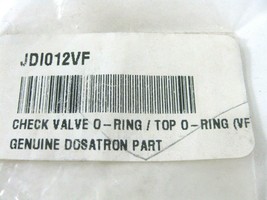 JDI012VF
CHECK VALVE O-RING / TOP O-RING (VF
GENUINE DOSATRON PART